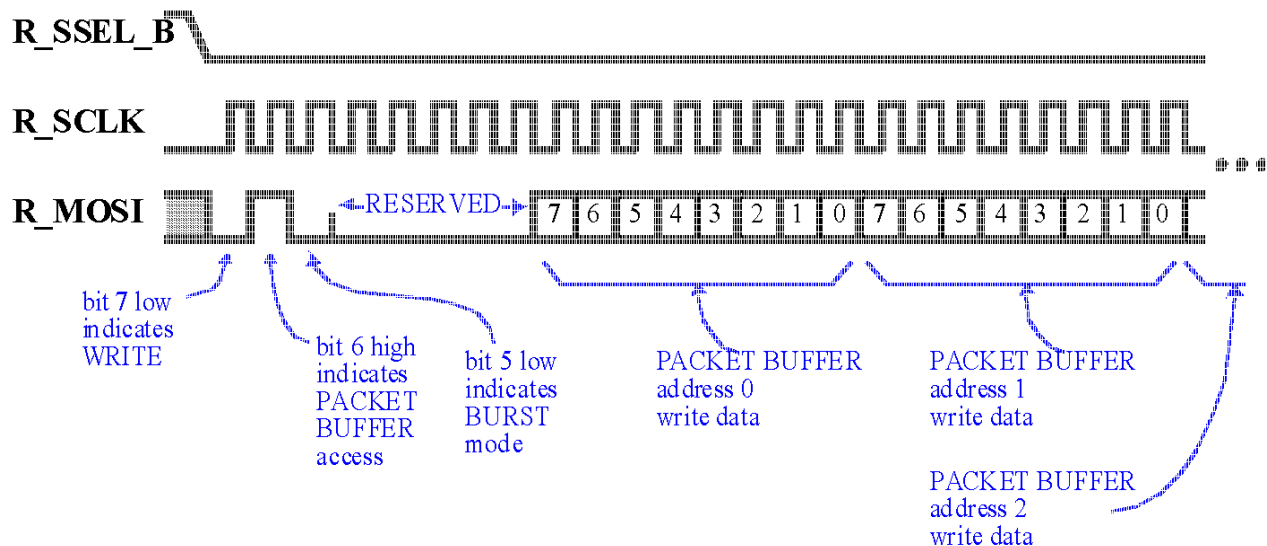 R_SSEL_B
R_SCLK
R_MOSI
RESERVED
7 6 5 4 3 2 1 0 7 6 5 4 3 2 1 0
bit 7 low
indicates
WRITE
bit 6 high
indicates
PACKET
BUFFER
access
bit 5 low
indicates
BURST
mode
PACKET BUFFER
address 0
write data
PACKET BUFFER
address 1
write data
PACKET BUFFER
address 2
write data